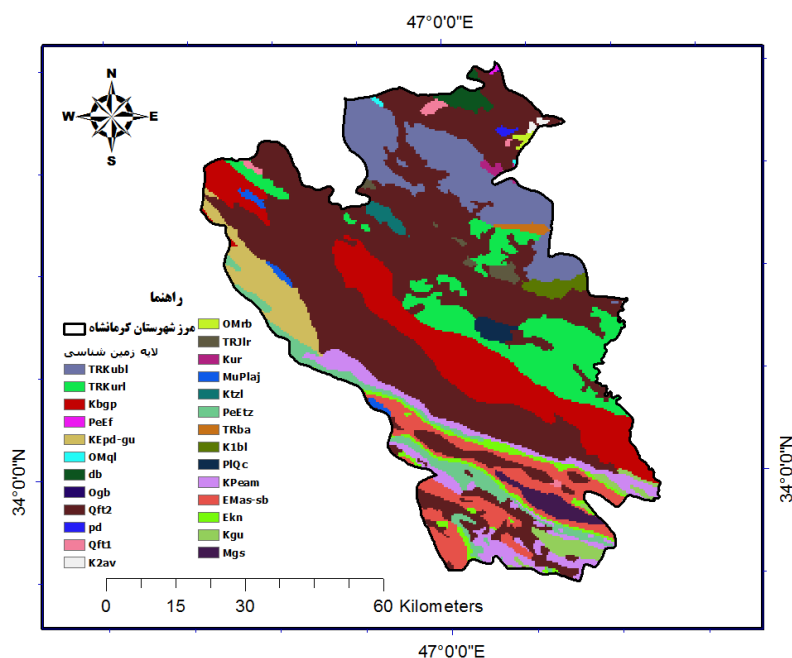 47°0'0"E
N
W E
S
راهنما
مرز شهرستان کرمانشاه
لایه زمین شناسی
TRKubl
TRKurl
Kbgp
PeEf
KEpd-gu
OMql
db
Ogb
Qft2
pd
Qft1
K2av
OMrb
TRJlr
Kur
MuPlaj
Ktzl
PeEtz
TRba
K1bl
PlQc
KPeam
EMas-sb
Ekn
Kgu
Mgs
34°0'0"N
34°0'0"N
0 15 30 60 Kilometers
47°0'0"E